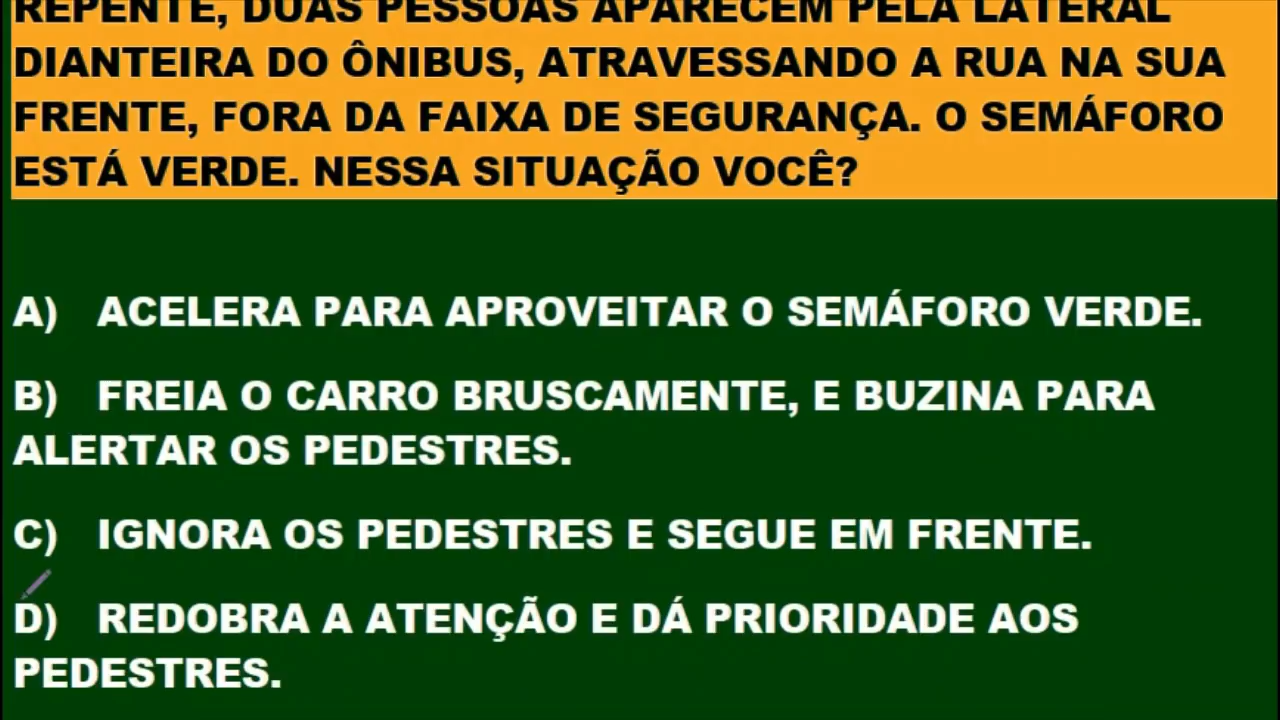 REPENTE, DUAS PESSOAS APARECEM PELA LATERAL
DIANTEIRA DO ÔNIBUS, ATRAVESSANDO A RUA NA SUA
FRENTE, FORA DA FAIXA DE SEGURANÇA. O SEMÁFORO
ESTÁ VERDE. NESSA SITUAÇÃO VOCÊ?
A) ACELERA PARA APROVEITAR O SEMÁFORO VERDE.
B) FREIA O CARRO BRUSCAMENTE, E BUZINA PARA
ALERTAR OS PEDESTRES.
C) IGNORA OS PEDESTRES E SEGUE EM FRENTE.
D) REDOBRA A ATENÇÃO E DÁ PRIORIDADE AOS
PEDESTRES.